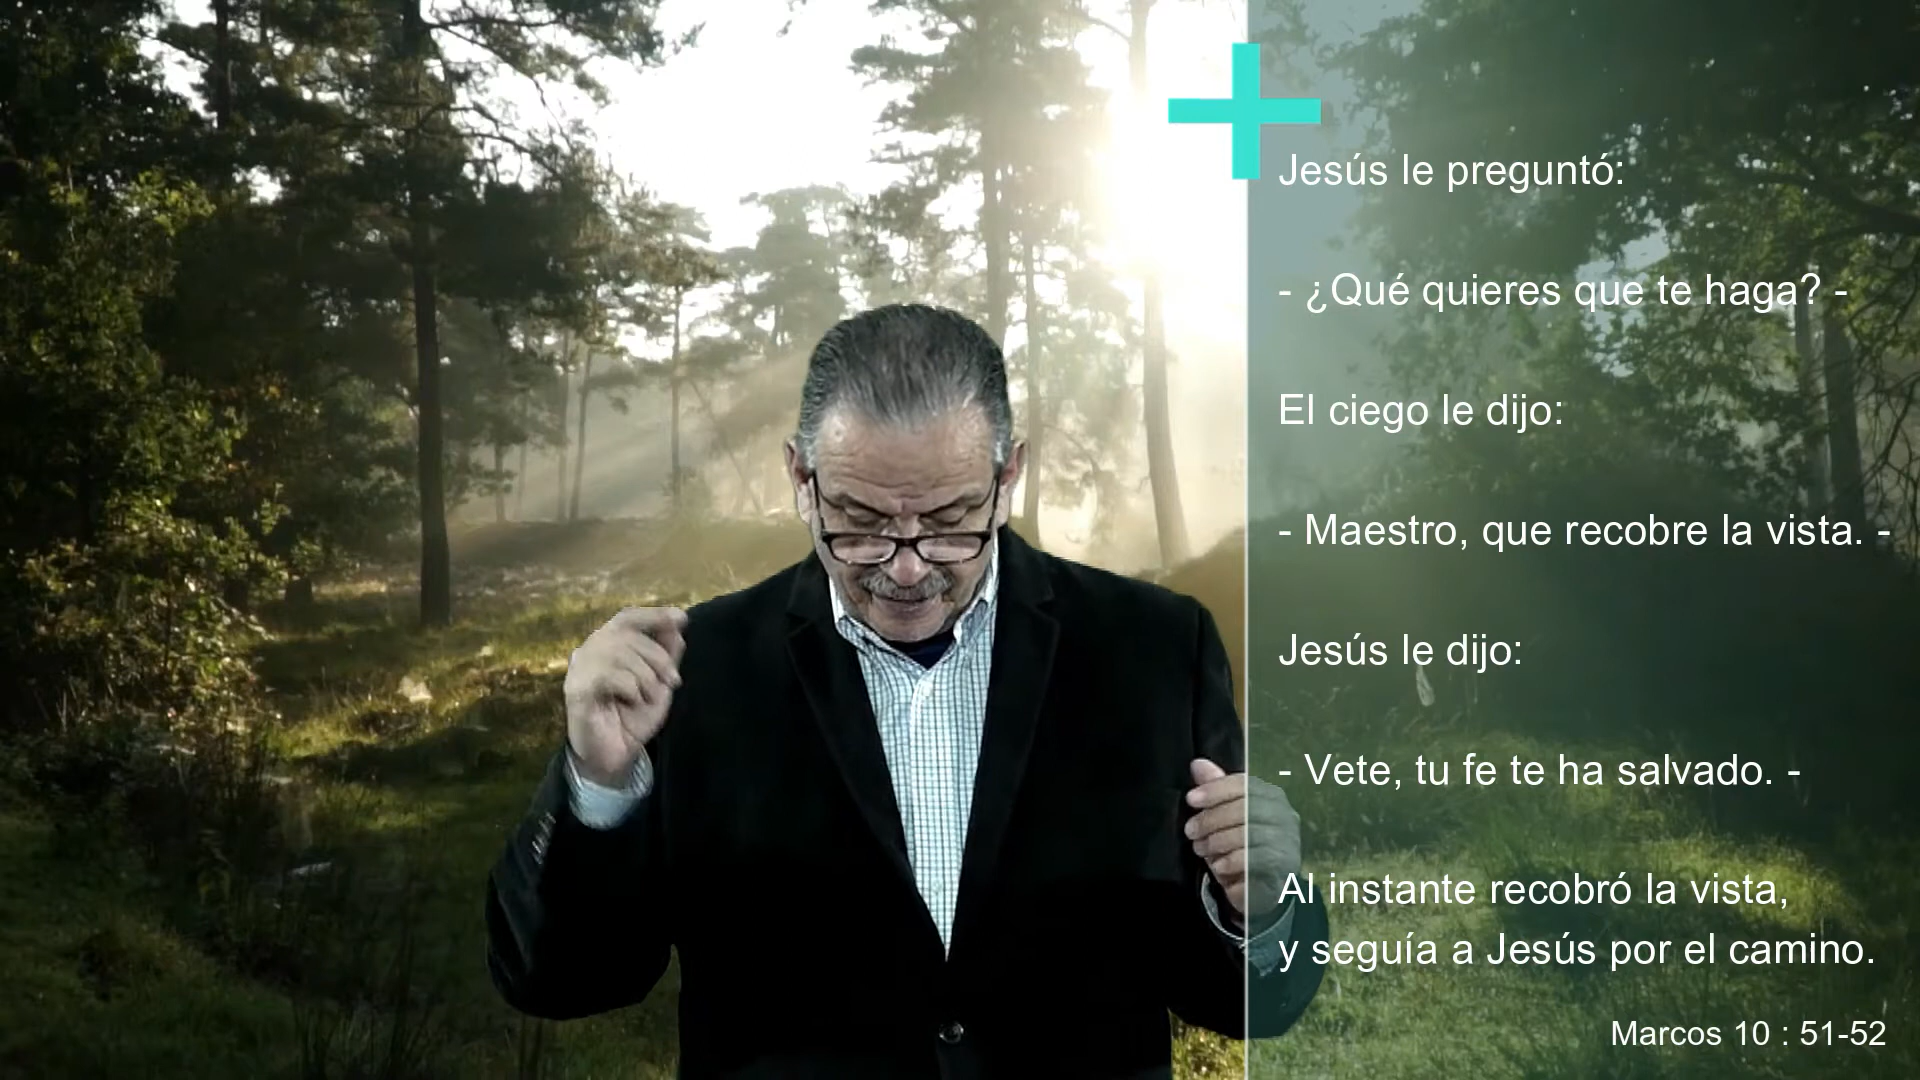 Jesús le preguntó:
- ¿Qué quieres que te haga? -
El ciego le dijo:
- Maestro, que recobre la vista. -
Jesús le dijo:
- Vete, tu fe te ha salvado. -
Al instante recobró la vista,
y seguía a Jesús por el camino.
Marcos 10 : 51-52